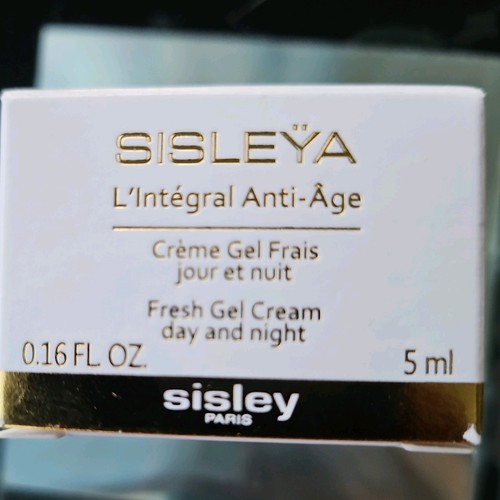 SISLEŸA
L'Intégral Anti-Âge
Crème Gel Frais
jour et nuit
Fresh Gel Cream
day and night
0.16 FL. OZ. 5 ml
sisley
PARIS